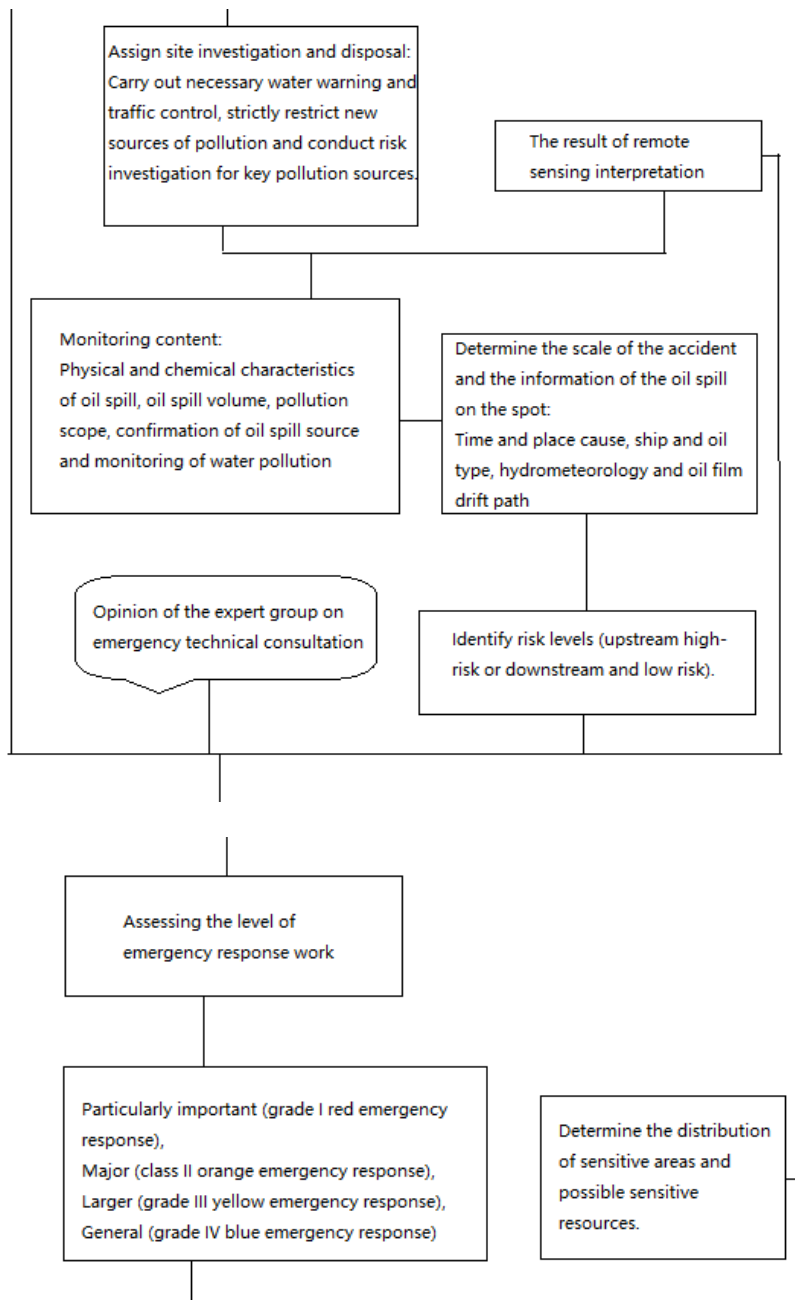 Assign site investigation and disposal:
Carry out necessary water warning and
traffic control, strictly restrict new
sources of pollution and conduct risk
investigation for key pollution sources.
The result of remote
sensing interpretation
Monitoring content:
Physical and chemical characteristics
of oil spill, oil spill volume, pollution
scope, confirmation of oil spill source
and monitoring of water pollution
Determine the scale of the accident
and the information of the oil spill
on the spot:
Time and place cause, ship and oil
type, hydrometeorology and oil film
drift path
Opinion of the expert group on
emergency technical consultation
Identify risk levels (upstream high-
risk or downstream and low risk).
Assessing the level of
emergency response work
Particularly important (grade I red emergency
response),
Major (class II orange emergency response),
Larger (grade III yellow emergency response),
General (grade IV blue emergency response)
Determine the distribution
of sensitive areas and
possible sensitive
resources.